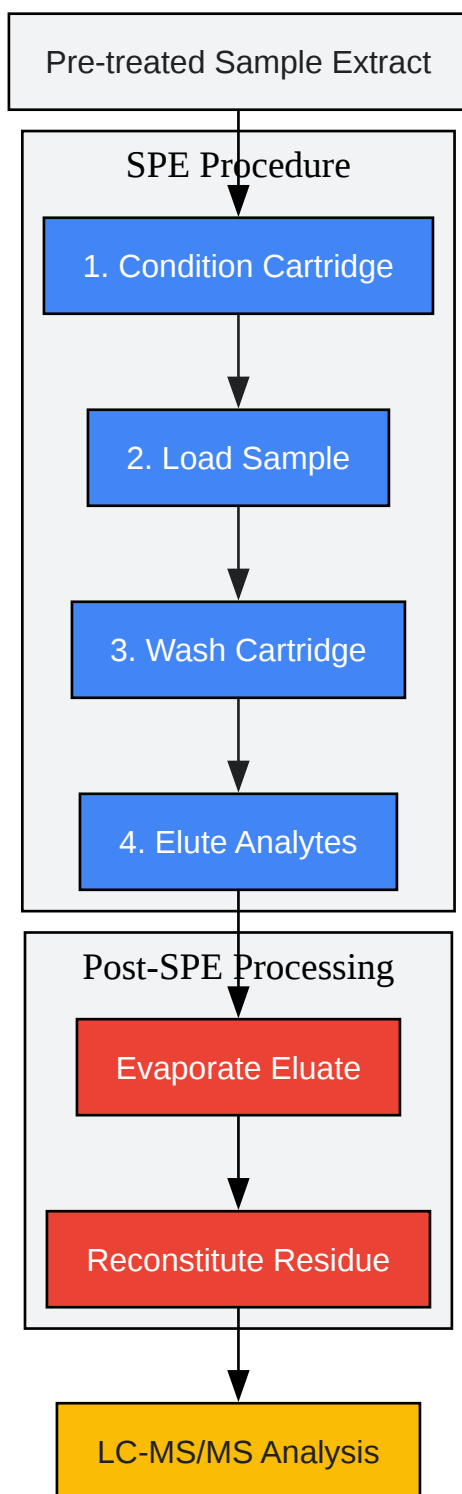 Pre-treated Sample Extract
SPE Procedure
1. Condition Cartridge
2. Load Sample
3. Wash Cartridge
4. Elute Analytes
Post-SPE Processing
Evaporate Eluate
Reconstitute Residue
LC-MS/MS Analysis